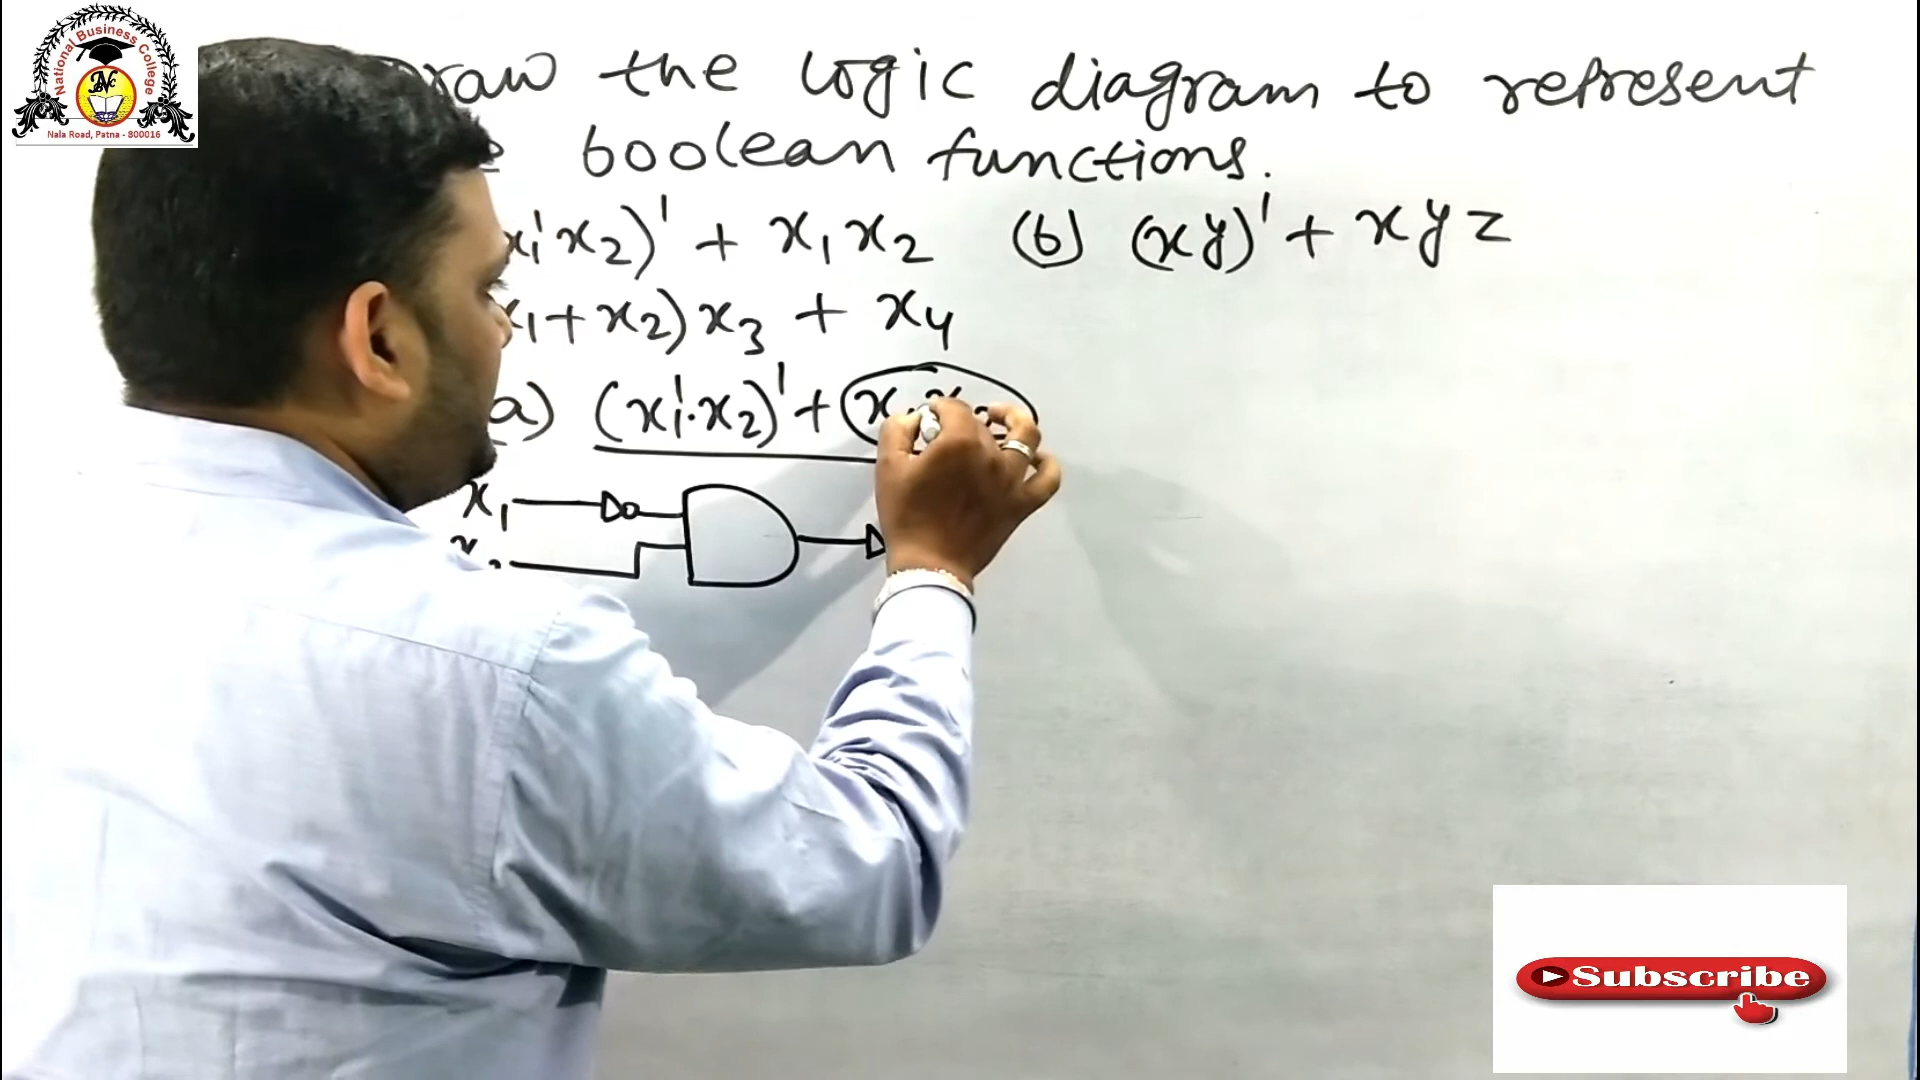 National Business College
NBC
Nala Road, Patna - 800016
the logic diagram to represent
boolean functions.
x₁'x₂)' + x₁x₂ (b) (xy)' + xyz
x₁+x₂)x₃ + x₄
a) (x₁'.x₂)' +
x₁
Subscribe